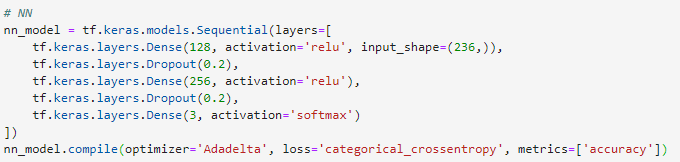 # NN
nn_model = tf.keras.models.Sequential(layers=[
    tf.keras.layers.Dense(128, activation='relu', input_shape=(236,)),
    tf.keras.layers.Dropout(0.2),
    tf.keras.layers.Dense(256, activation='relu'),
    tf.keras.layers.Dropout(0.2),
    tf.keras.layers.Dense(3, activation='softmax')
])
nn_model.compile(optimizer='Adadelta', loss='categorical_crossentropy', metrics=['accuracy'])